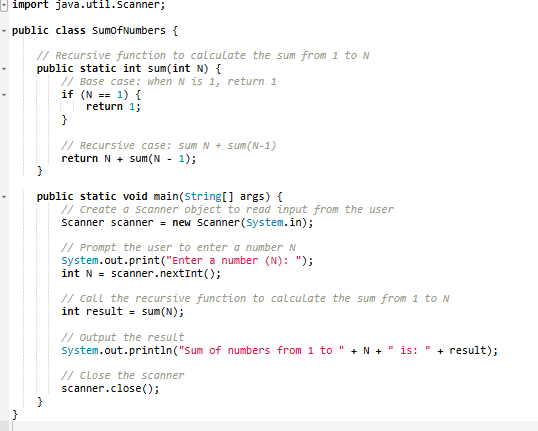 import java.util.Scanner;
public class SumOfNumbers {
// Recursive function to calculate the sum from 1 to N
public static int sum(int N) {
// Base case: when N is 1, return 1
if (N == 1) {
return 1;
}
// Recursive case: sum N + sum(N-1)
return N + sum(N - 1);
}
public static void main(String[] args) {
// Create a Scanner object to read input from the user
Scanner scanner = new Scanner(System.in);
// Prompt the user to enter a number N
System.out.print("Enter a number (N): ");
int N = scanner.nextInt();
// Call the recursive function to calculate the sum from 1 to N
int result = sum(N);
// Output the result
System.out.println("Sum of numbers from 1 to " + N + " is: " + result);
// Close the scanner
scanner.close();
}
}